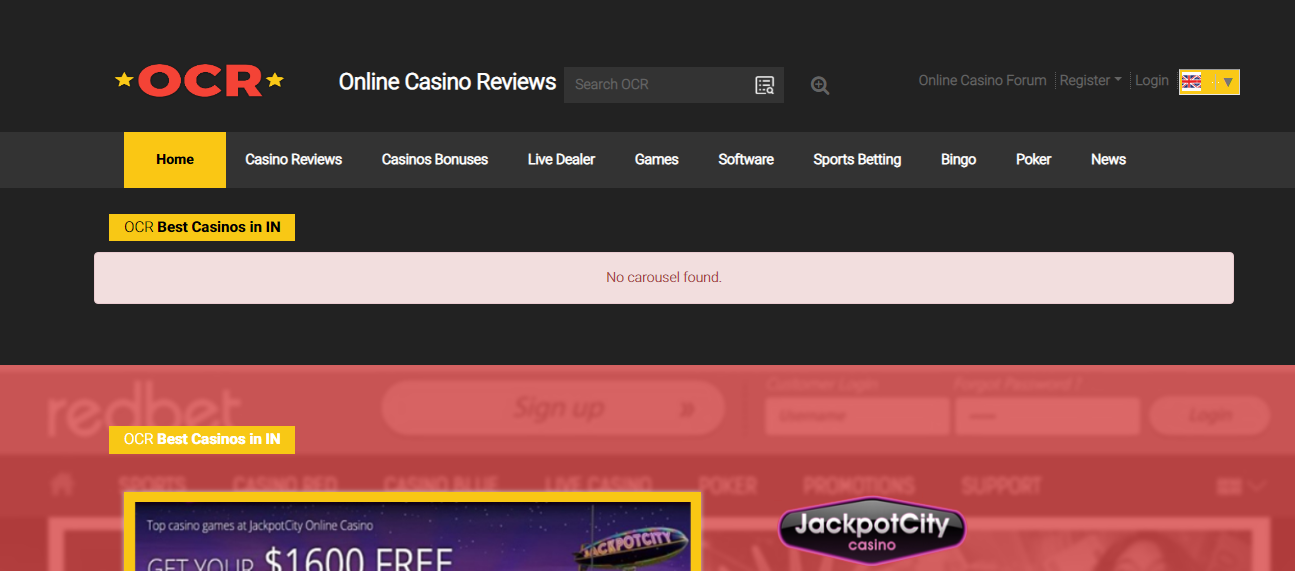 OCR
Online Casino Reviews
Search OCR
Online Casino Forum
Register
Login
Home
Casino Reviews
Casinos Bonuses
Live Dealer
Games
Software
Sports Betting
Bingo
Poker
News
OCR Best Casinos in IN
No carousel found.
redbet
Sign up »
Customer Login
Forgot Password ?
Username
Login
OCR Best Casinos in IN
SPORTS
CASINO RED
CASINO BLUE
LIVE CASINO
POKER
PROMOTIONS
SUPPORT
Top casino games at JackpotCity Online Casino
GET YOUR $1600 FREE
JACKPOTCITY
JackpotCity
casino